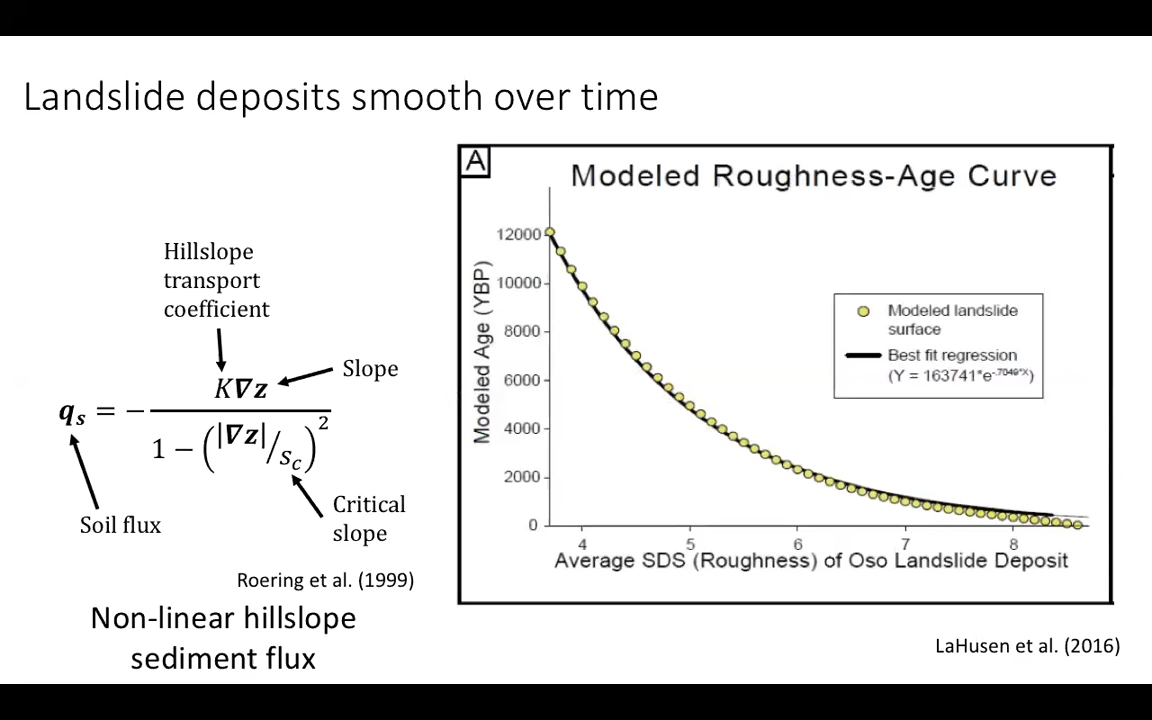 Landslide deposits smooth over time
Hillslope
transport
coefficient
Slope
qₛ = − K∇z / (1 − (|∇z|/s_c)²)
Soil flux
Critical
slope
Roering et al. (1999)
Non-linear hillslope
sediment flux
A
Modeled Roughness-Age Curve
Modeled Age (YBP)
12000
10000
8000
6000
4000
2000
0
Modeled landslide
surface
Best fit regression
(Y = 163741*e^-.7049*X)
4 5 6 7 8
Average SDS (Roughness) of Oso Landslide Deposit
LaHusen et al. (2016)